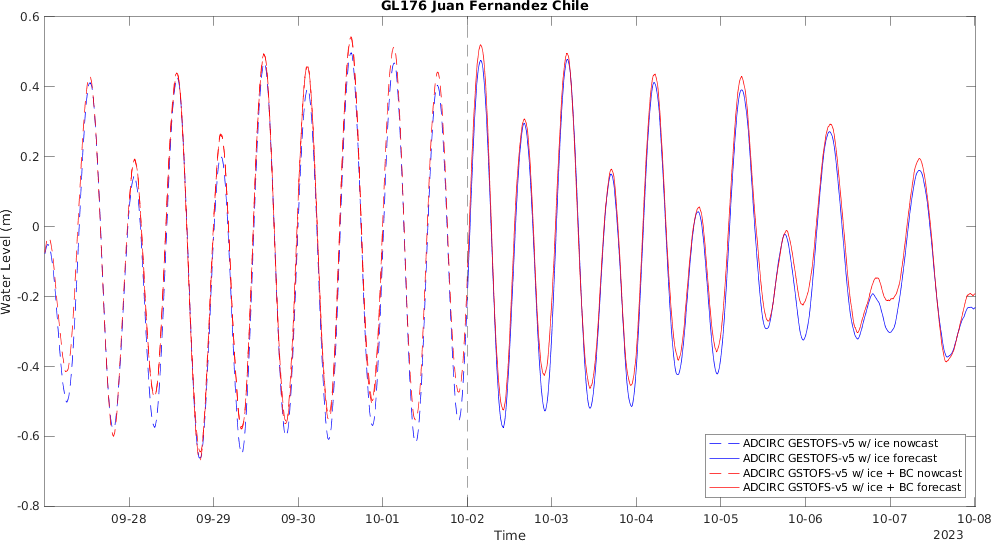 GL176 Juan Fernandez Chile
0.6
0.4
0.2
0
-0.2
-0.4
-0.6
-0.8
Water Level (m)
09-28 09-29 09-30 10-01 10-02 10-03 10-04 10-05 10-06 10-07 10-08
Time
2023
ADCIRC GESTOFS-v5 w/ ice nowcast
ADCIRC GESTOFS-v5 w/ ice forecast
ADCIRC GSTOFS-v5 w/ ice + BC nowcast
ADCIRC GSTOFS-v5 w/ ice + BC forecast